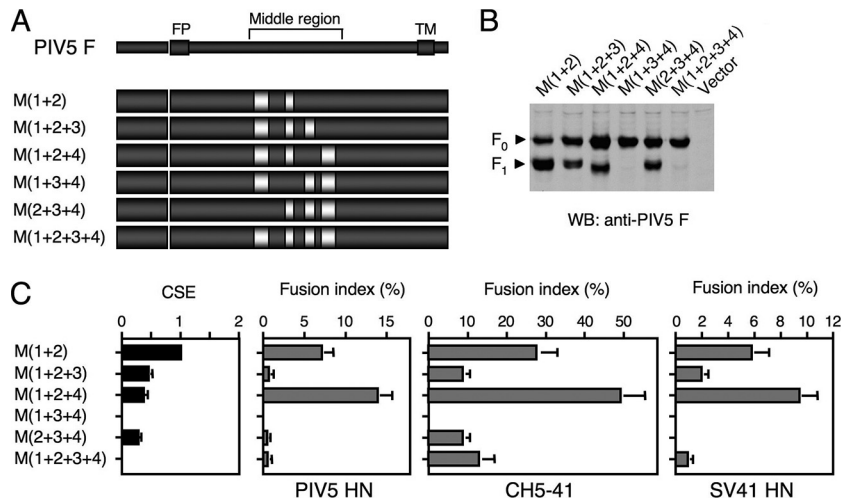 A
Middle region
FP
TM
PIV5 F
M(1+2)
M(1+2+3)
M(1+2+4)
M(1+3+4)
M(2+3+4)
M(1+2+3+4)
B
M(1+2)
M(1+2+3)
M(1+2+4)
M(1+3+4)
M(2+3+4)
M(1+2+3+4)
Vector
F0
F1
WB: anti-PIV5 F
C
CSE
Fusion index (%)
Fusion index (%)
Fusion index (%)
0 1 2
0 5 10 15
0 10 20 30 40 50
0 2 4 6 8 10 12
M(1+2)
M(1+2+3)
M(1+2+4)
M(1+3+4)
M(2+3+4)
M(1+2+3+4)
PIV5 HN
CH5-41
SV41 HN